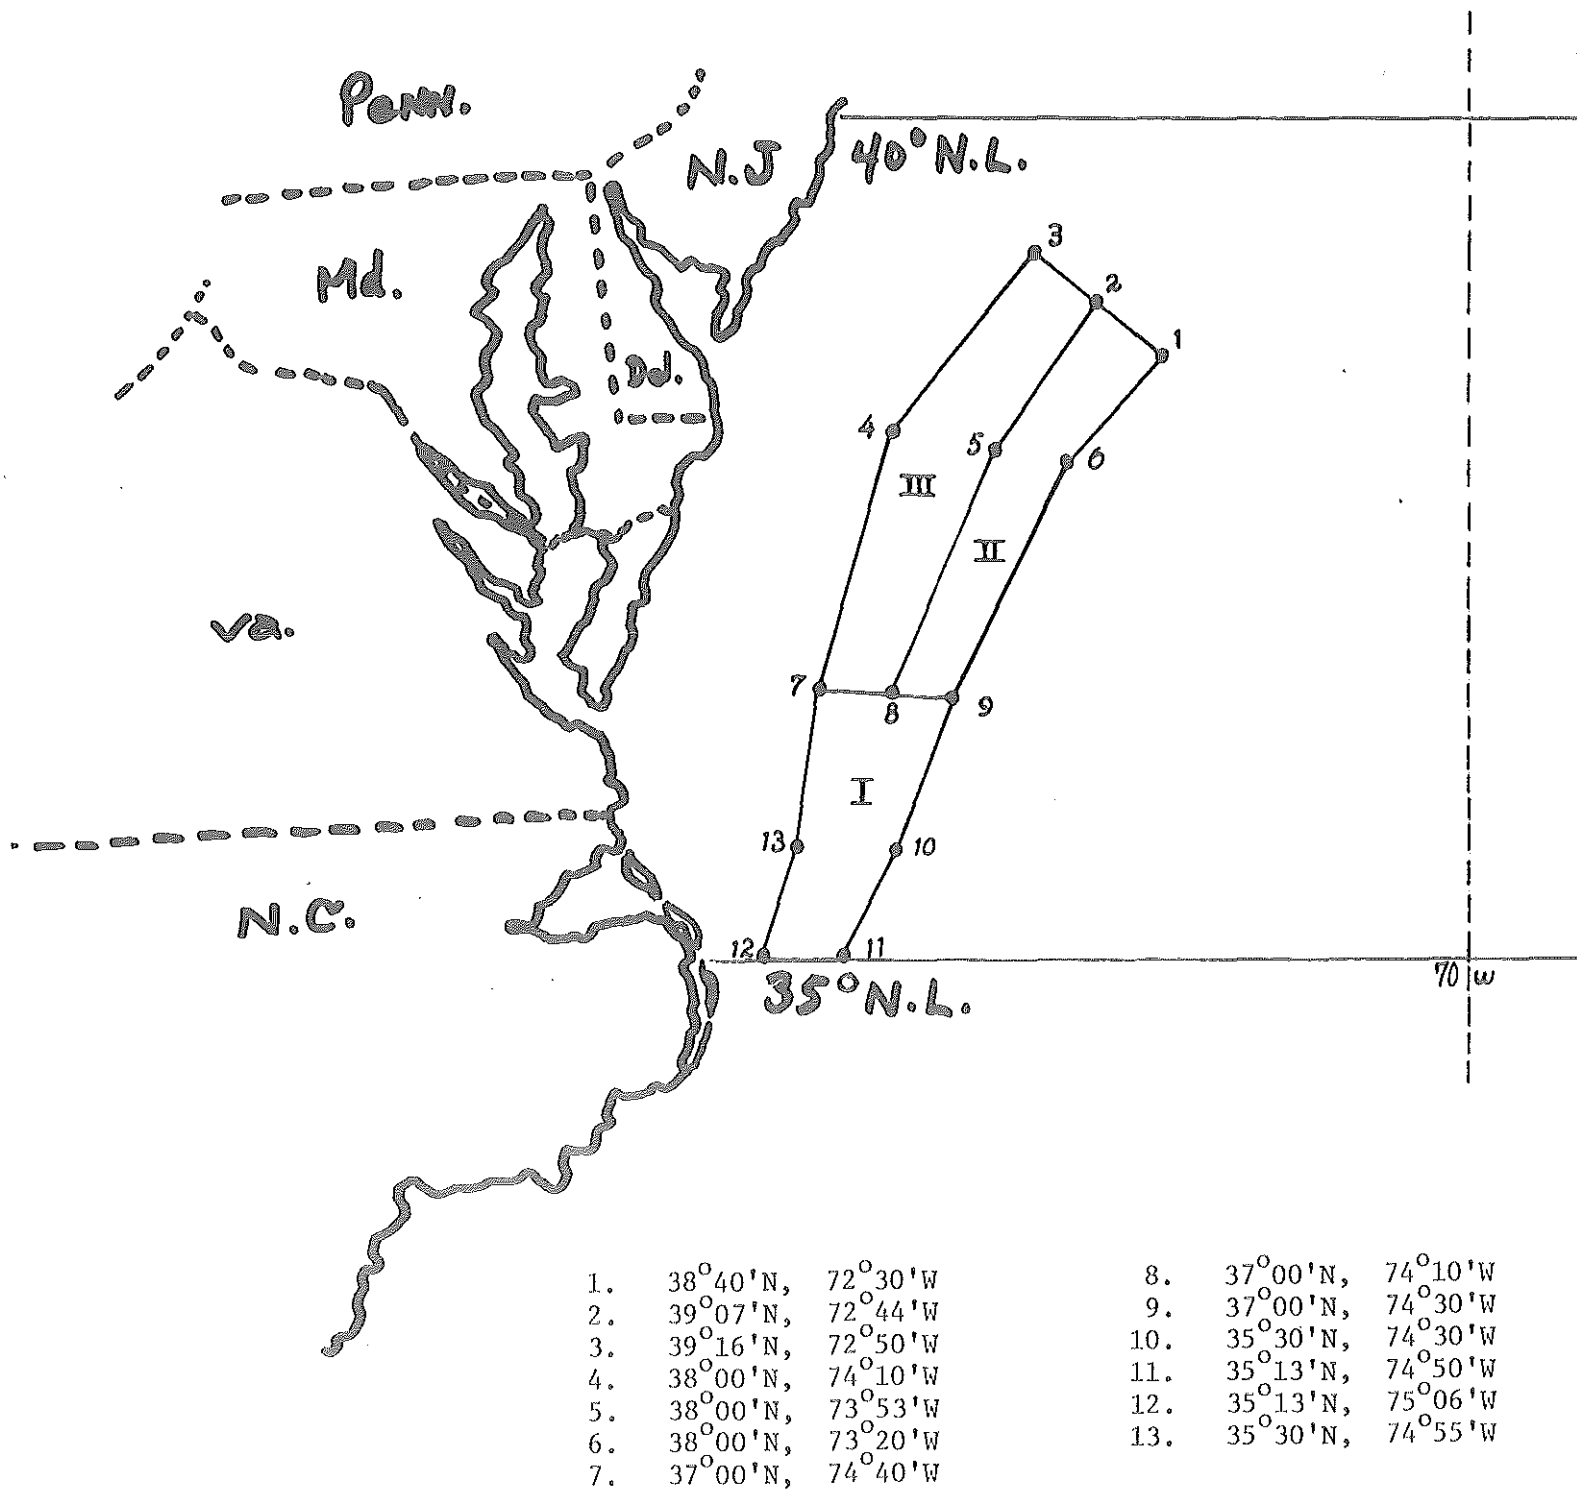 Penn.
N.J
40° N.L.
Md.
3
2
1
Del.
4
5
6
III
II
Va.
7
8
9
I
13
10
N.C.
12
11
35° N.L.
70 W
1. 38°40'N, 72°30'W
2. 39°07'N, 72°44'W
3. 39°16'N, 72°50'W
4. 38°00'N, 74°10'W
5. 38°00'N, 73°53'W
6. 38°00'N, 73°20'W
7. 37°00'N, 74°40'W
8. 37°00'N, 74°10'W
9. 37°00'N, 74°30'W
10. 35°30'N, 74°30'W
11. 35°13'N, 74°50'W
12. 35°13'N, 75°06'W
13. 35°30'N, 74°55'W